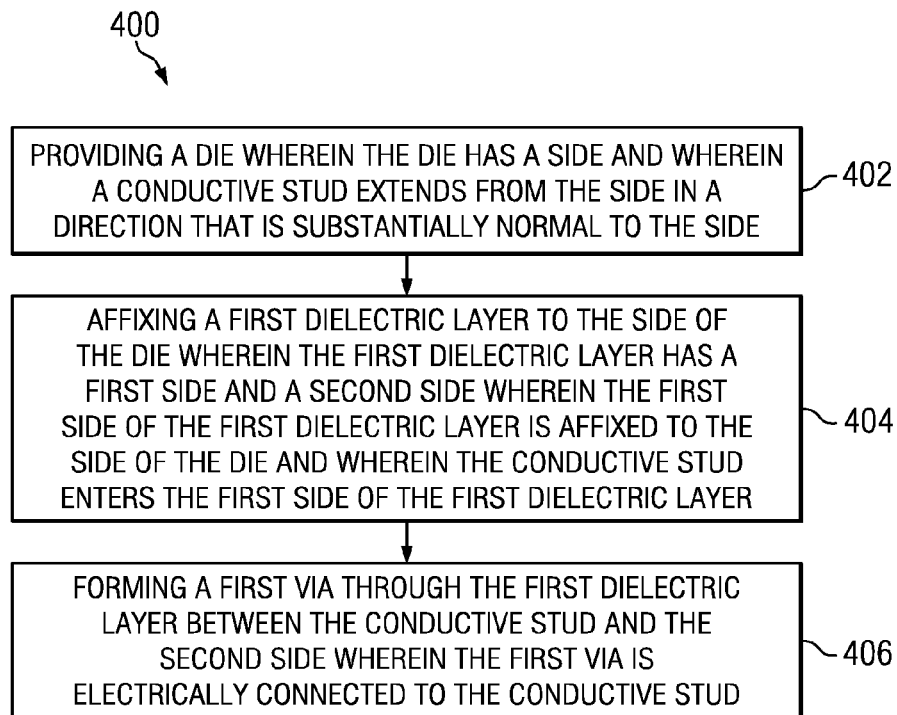 400
PROVIDING A DIE WHEREIN THE DIE HAS A SIDE AND WHEREIN
A CONDUCTIVE STUD EXTENDS FROM THE SIDE IN A
DIRECTION THAT IS SUBSTANTIALLY NORMAL TO THE SIDE
402
AFFIXING A FIRST DIELECTRIC LAYER TO THE SIDE OF
THE DIE WHEREIN THE FIRST DIELECTRIC LAYER HAS A
FIRST SIDE AND A SECOND SIDE WHEREIN THE FIRST
SIDE OF THE FIRST DIELECTRIC LAYER IS AFFIXED TO THE
SIDE OF THE DIE AND WHEREIN THE CONDUCTIVE STUD
ENTERS THE FIRST SIDE OF THE FIRST DIELECTRIC LAYER
404
FORMING A FIRST VIA THROUGH THE FIRST DIELECTRIC
LAYER BETWEEN THE CONDUCTIVE STUD AND THE
SECOND SIDE WHEREIN THE FIRST VIA IS
ELECTRICALLY CONNECTED TO THE CONDUCTIVE STUD
406